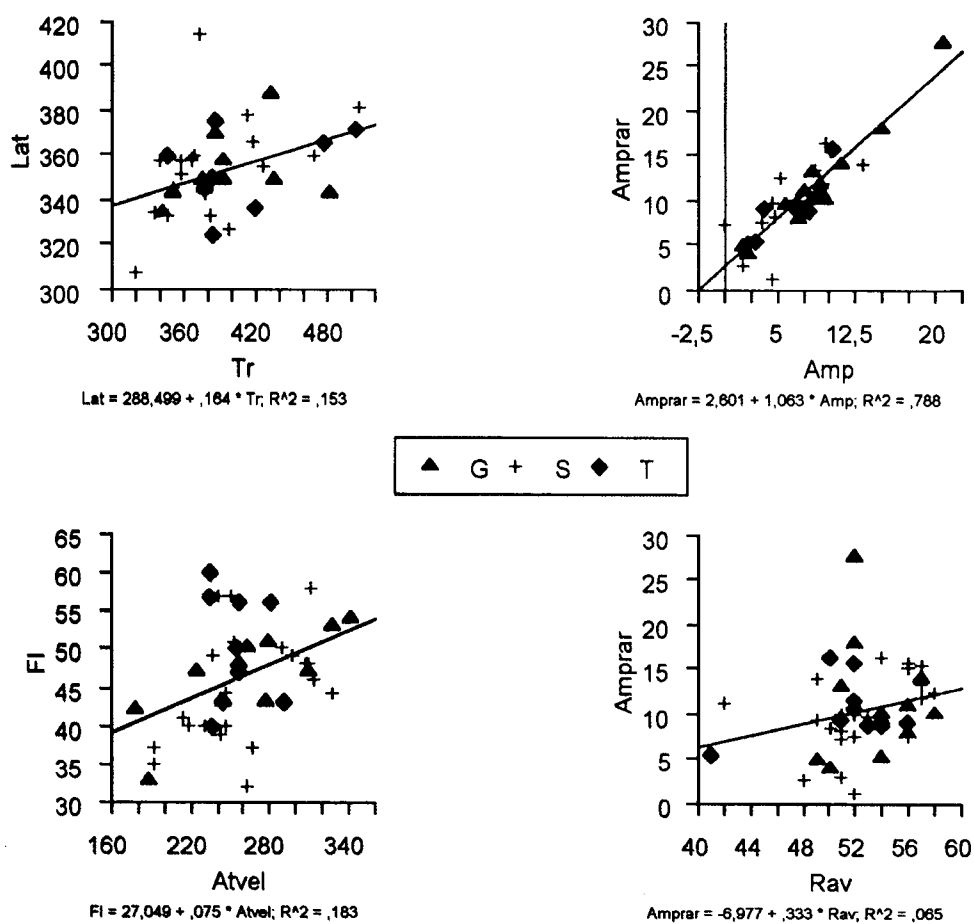 420
400
380
360
340
320
300
Lat
300 360 420 480
Tr
Lat = 288,499 + ,164 * Tr; R^2 = ,153
30
25
20
15
10
5
0
Amprar
-2,5 5 12,5 20
Amp
Amprar = 2,601 + 1,063 * Amp; R^2 = ,788
G S T
65
60
55
50
45
40
35
30
Fl
160 220 280 340
Atvel
Fl = 27,049 + ,075 * Atvel; R^2 = ,183
30
25
20
15
10
5
0
Amprar
40 44 48 52 56 60
Rav
Amprar = -6,977 + ,333 * Rav; R^2 = ,065